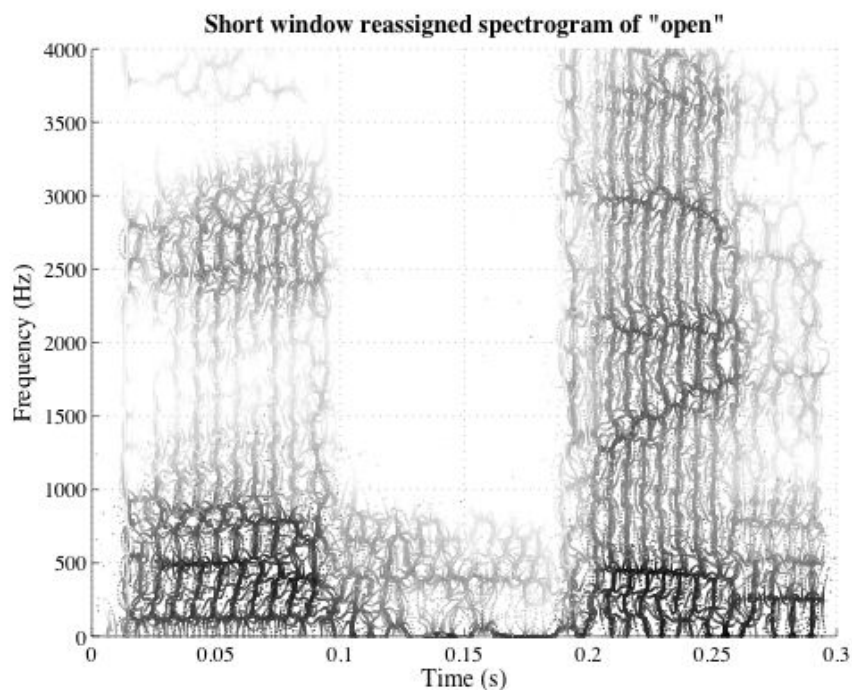 Short window reassigned spectrogram of "open"
4000
3500
3000
2500
2000
1500
1000
500
0
Frequency (Hz)
0 0.05 0.1 0.15 0.2 0.25 0.3
Time (s)